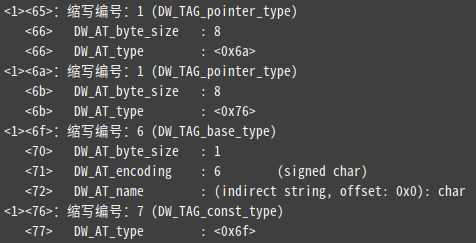 <1><65>: 缩写编号: 1 (DW_TAG_pointer_type)
<66> DW_AT_byte_size : 8
<66> DW_AT_type : <0x6a>
<1><6a>: 缩写编号: 1 (DW_TAG_pointer_type)
<6b> DW_AT_byte_size : 8
<6b> DW_AT_type : <0x76>
<1><6f>: 缩写编号: 6 (DW_TAG_base_type)
<70> DW_AT_byte_size : 1
<71> DW_AT_encoding : 6 (signed char)
<72> DW_AT_name : (indirect string, offset: 0x0): char
<1><76>: 缩写编号: 7 (DW_TAG_const_type)
<77> DW_AT_type : <0x6f>